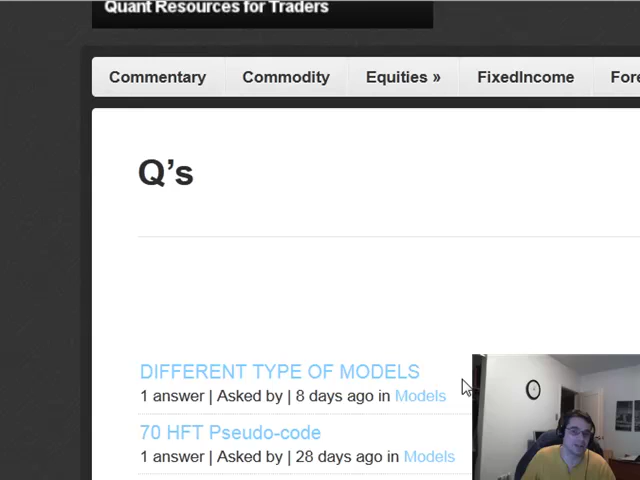 Quant Resources for Traders
Commentary Commodity Equities » FixedIncome Fore
Q's
DIFFERENT TYPE OF MODELS
1 answer | Asked by | 8 days ago in Models
70 HFT Pseudo-code
1 answer | Asked by | 28 days ago in Models